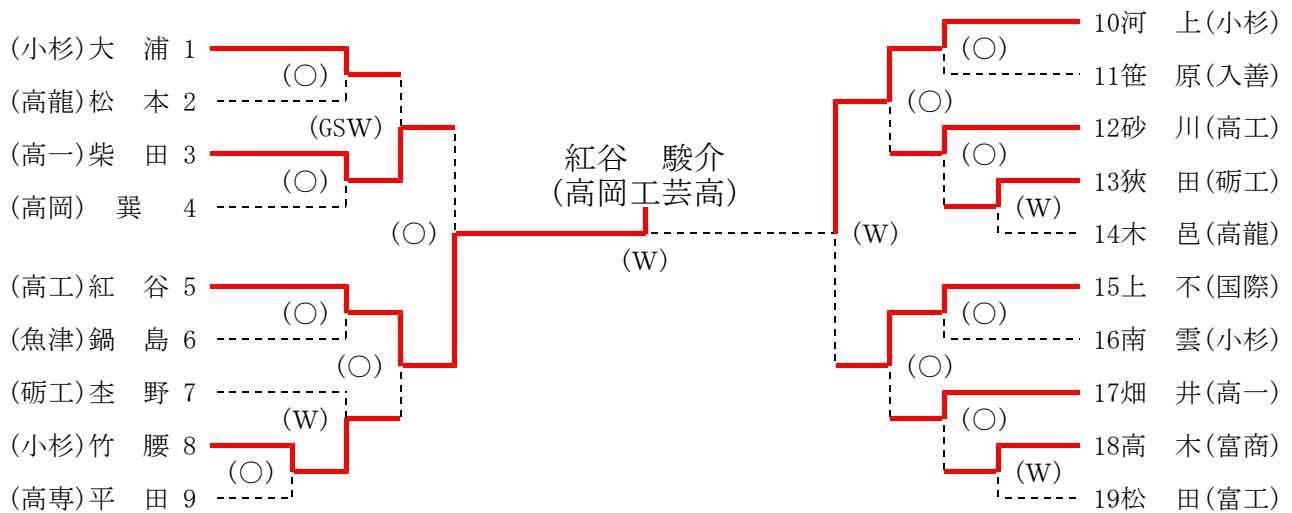 (小杉)大　浦 1
(〇)
(高龍)松　本 2
(GSW)
(高一)柴　田 3
(〇)
(高岡)　巽　 4
(〇)
(高工)紅　谷 5
(〇)
(魚津)鍋　島 6
(〇)
(砺工)杢　野 7
(W)
(小杉)竹　腰 8
(〇)
(高専)平　田 9
紅谷　駿介
(高岡工芸高)
(W)
10河　上(小杉)
(〇)
11笹　原(入善)
(〇)
12砂　川(高工)
(〇)
13狹　田(砺工)
(W)
14木　邑(高龍)
(W)
15上　不(国際)
(〇)
16南　雲(小杉)
(〇)
17畑　井(高一)
(〇)
18高　木(富商)
(W)
19松　田(富工)